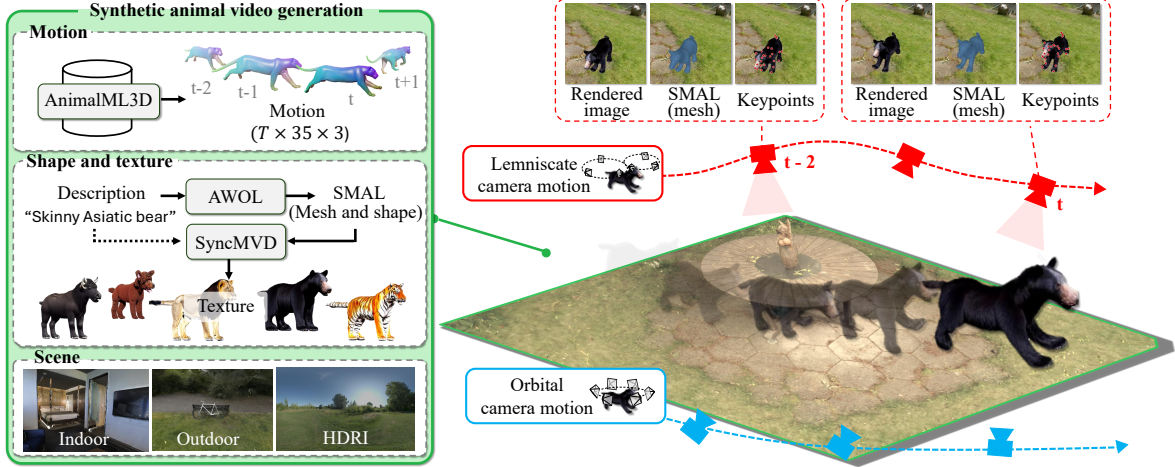 Synthetic animal video generation
Motion
AnimalML3D
t-2
t-1
t
t+1
Motion
(T × 35 × 3)
Shape and texture
Description
"Skinny Asiatic bear"
AWOL
SMAL
(Mesh and shape)
SyncMVD
Texture
Scene
Indoor
Outdoor
HDRI
Rendered
image
SMAL
(mesh)
Keypoints
Rendered
image
SMAL
(mesh)
Keypoints
Lemniscate
camera motion
t - 2
t
Orbital
camera motion